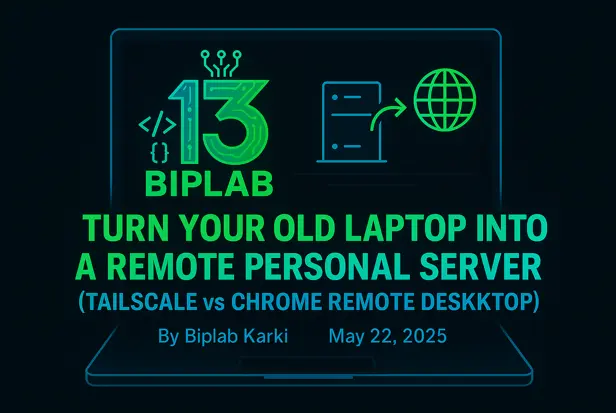 </>
{}
13
BIPLAB
TURN YOUR OLD LAPTOP INTO
A REMOTE PERSONAL SERVER
(TAILSCALE vs CHROME REMOTE DESKKTOP)
By Biplab Karki May 22, 2025